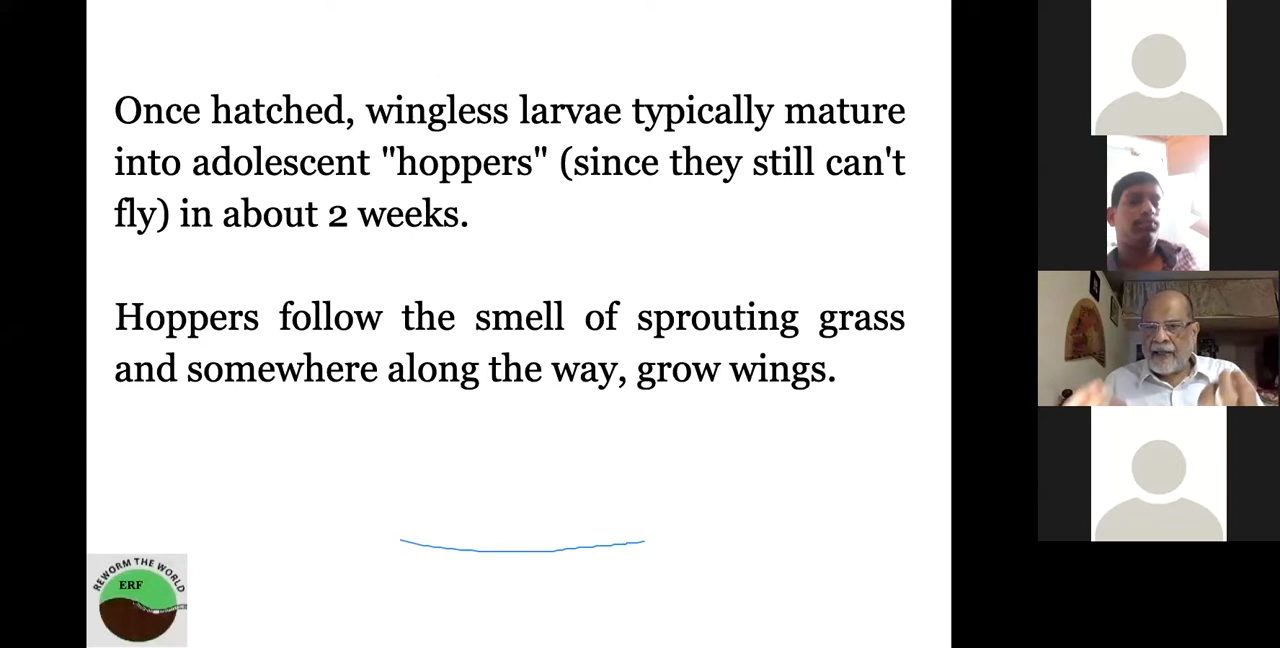 Once hatched, wingless larvae typically mature
into adolescent "hoppers" (since they still can't
fly) in about 2 weeks.
Hoppers follow the smell of sprouting grass
and somewhere along the way, grow wings.
REWORM THE WORLD
ERF